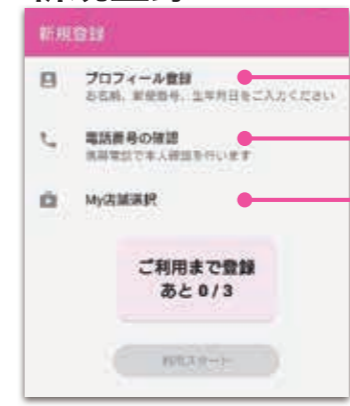 新規登録
プロフィール登録
お名前、郵便番号、生年月日をご入力ください
電話番号の確認
携帯電話で本人確認を行います
My店舗選択
ご利用まで登録
あと 0 / 3
利用スタート